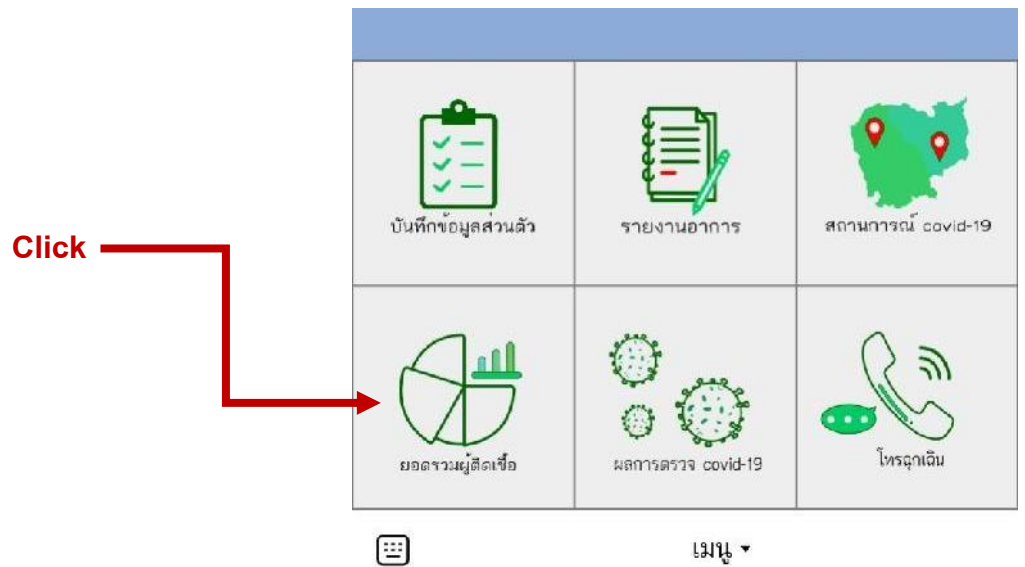 บันทึกข้อมูลส่วนตัว
รายงานอาการ
สถานการณ์ covid-19
Click
ยอดรวมผู้ติดเชื้อ
ผลการตรวจ covid-19
โทรฉุกเฉิน
เมนู